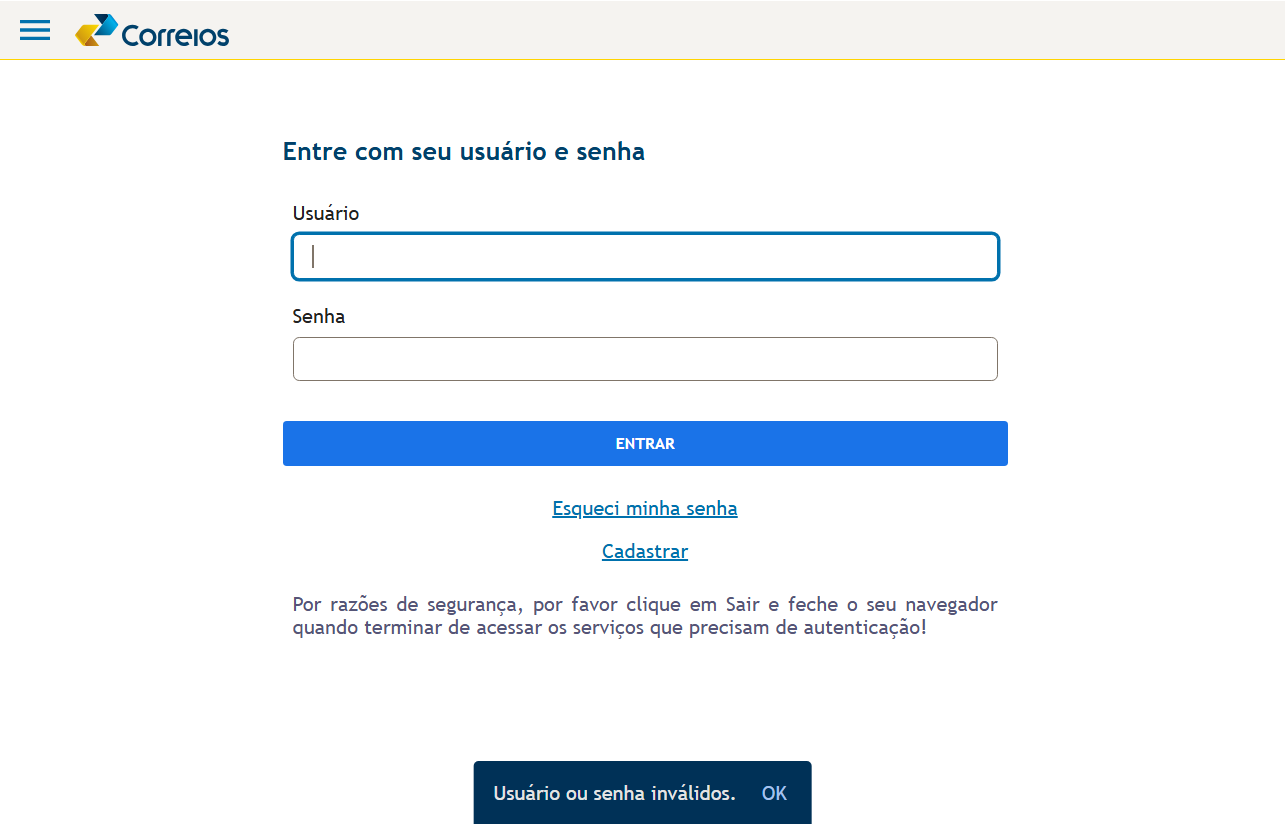 Correios
Entre com seu usuário e senha
Usuário
Senha
ENTRAR
Esqueci minha senha
Cadastrar
Por razões de segurança, por favor clique em Sair e feche o seu navegador
quando terminar de acessar os serviços que precisam de autenticação!
Usuário ou senha inválidos. OK